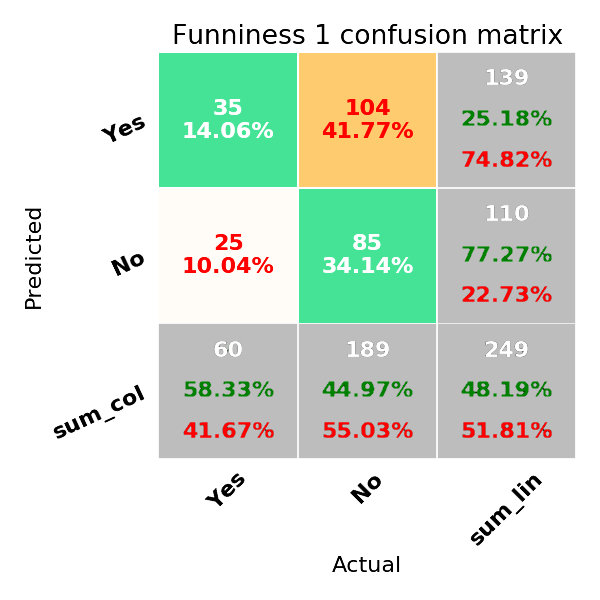 Funniness 1 confusion matrix
Predicted
Yes
35
14.06%
104
41.77%
139
25.18%
74.82%
No
25
10.04%
85
34.14%
110
77.27%
22.73%
sum_col
60
58.33%
41.67%
189
44.97%
55.03%
249
48.19%
51.81%
Yes
No
sum_lin
Actual